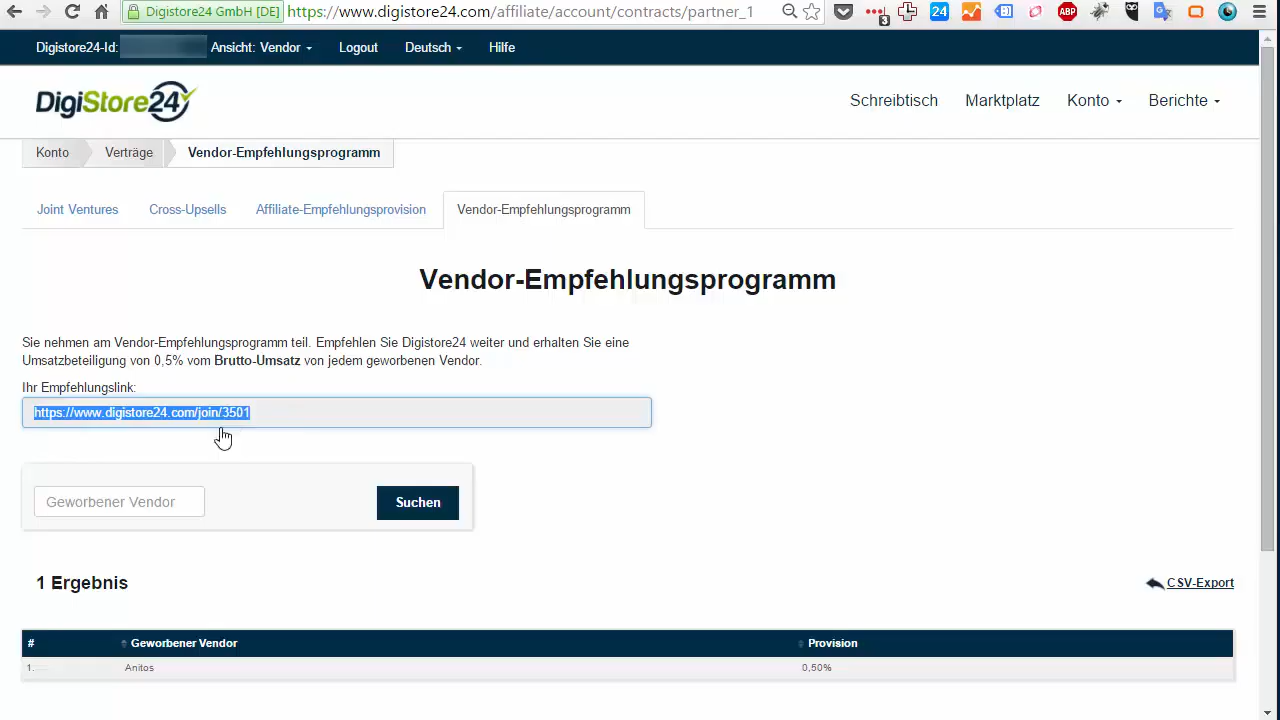 Digistore24 GmbH [DE]
https://www.digistore24.com/affiliate/account/contracts/partner_1
3
24
ABP
Digistore24-Id:
Ansicht: Vendor
Logout
Deutsch
Hilfe
DigiStore24
Schreibtisch
Marktplatz
Konto
Berichte
Konto
Verträge
Vendor-Empfehlungsprogramm
Joint Ventures
Cross-Upsells
Affiliate-Empfehlungsprovision
Vendor-Empfehlungsprogramm
Vendor-Empfehlungsprogramm
Sie nehmen am Vendor-Empfehlungsprogramm teil. Empfehlen Sie Digistore24 weiter und erhalten Sie eine
Umsatzbeteiligung von 0,5% vom Brutto-Umsatz von jedem geworbenen Vendor.
Ihr Empfehlungslink:
https://www.digistore24.com/join/3501
Geworbener Vendor
Suchen
1 Ergebnis
CSV-Export
# Geworbener Vendor Provision
1. Anitos 0,50%